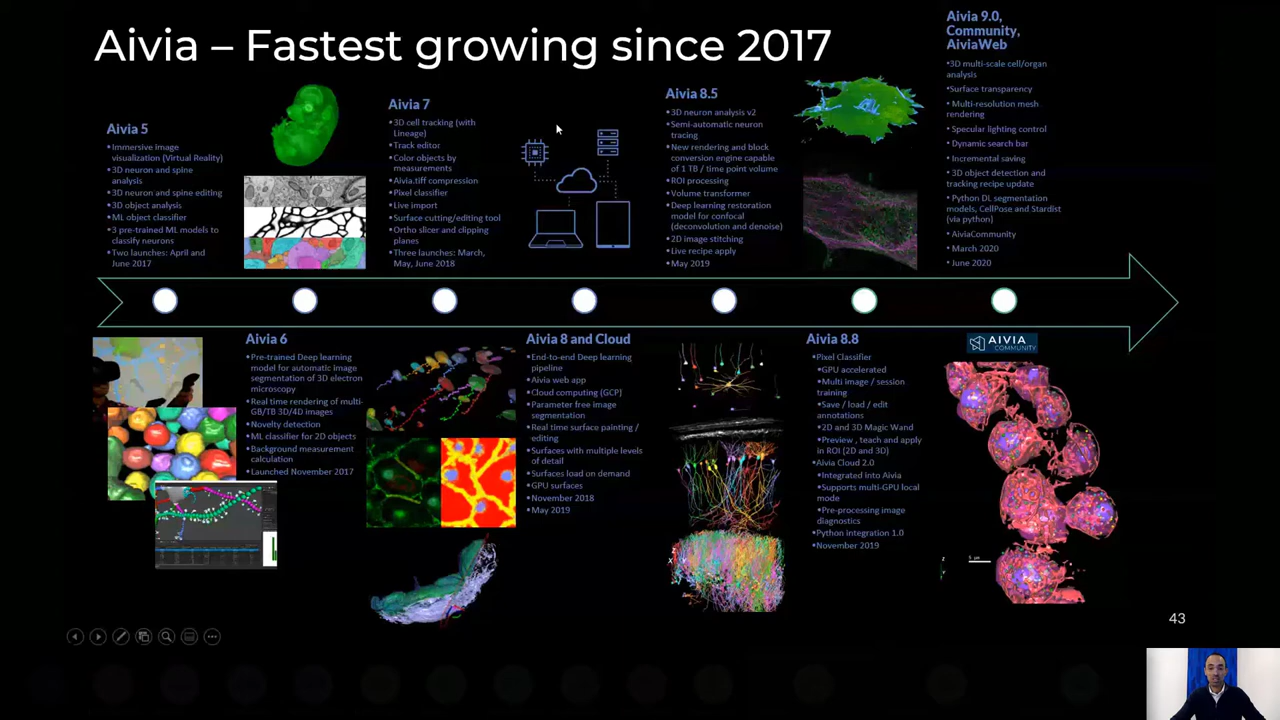 Aivia – Fastest growing since 2017
Aivia 5
•Immersive image
visualization (Virtual Reality)
•3D neuron and spine
analysis
•3D neuron and spine editing
•3D object analysis
•ML object classifier
•3 pre-trained ML models to
classify neurons
•Two launches: April and
June 2017
Aivia 7
•3D cell tracking (with
Lineage)
•Track editor
•Color objects by
measurements
•Aivia.tiff compression
•Pixel classifier
•Live import
•Surface cutting/editing tool
•Ortho slicer and clipping
planes
•Three launches: March,
May, June 2018
Aivia 8.5
•3D neuron analysis v2
•Semi-automatic neuron
tracing
•New rendering and block
conversion engine capable
of 1 TB / time point volume
•ROI processing
•Volume transformer
•Deep learning restoration
model for confocal
(deconvolution and denoise)
•2D image stitching
•Live recipe apply
•May 2019
Aivia 9.0,
Community,
AiviaWeb
•3D multi-scale cell/organ
analysis
•Surface transparency
•Multi-resolution mesh
rendering
•Specular lighting control
•Dynamic search bar
•Incremental saving
•3D object detection and
tracking recipe update
•Python DL segmentation
models, CellPose and Stardist
(via python)
•AiviaCommunity
•March 2020
•June 2020
Aivia 6
•Pre-trained Deep learning
model for automatic image
segmentation of 3D electron
microscopy
•Real time rendering of multi-
GB/TB 3D/4D images
•Novelty detection
•ML classifier for 2D objects
•Background measurement
calculation
•Launched November 2017
Aivia 8 and Cloud
•End-to-end Deep learning
pipeline
•Aivia web app
•Cloud computing (GCP)
•Parameter free image
segmentation
•Real time surface painting /
editing
•Surfaces with multiple levels
of detail
•Surfaces load on demand
•GPU surfaces
•November 2018
•May 2019
Aivia 8.8
•Pixel Classifier
•GPU accelerated
•Multi image / session
training
•Save / load / edit
annotations
•2D and 3D Magic Wand
•Preview , teach and apply
in ROI (2D and 3D)
•Aivia Cloud 2.0
•Integrated into Aivia
•Supports multi-GPU local
mode
•Pre-processing image
diagnostics
•Python integration 1.0
•November 2019
AIVIA
COMMUNITY
5 µm
43